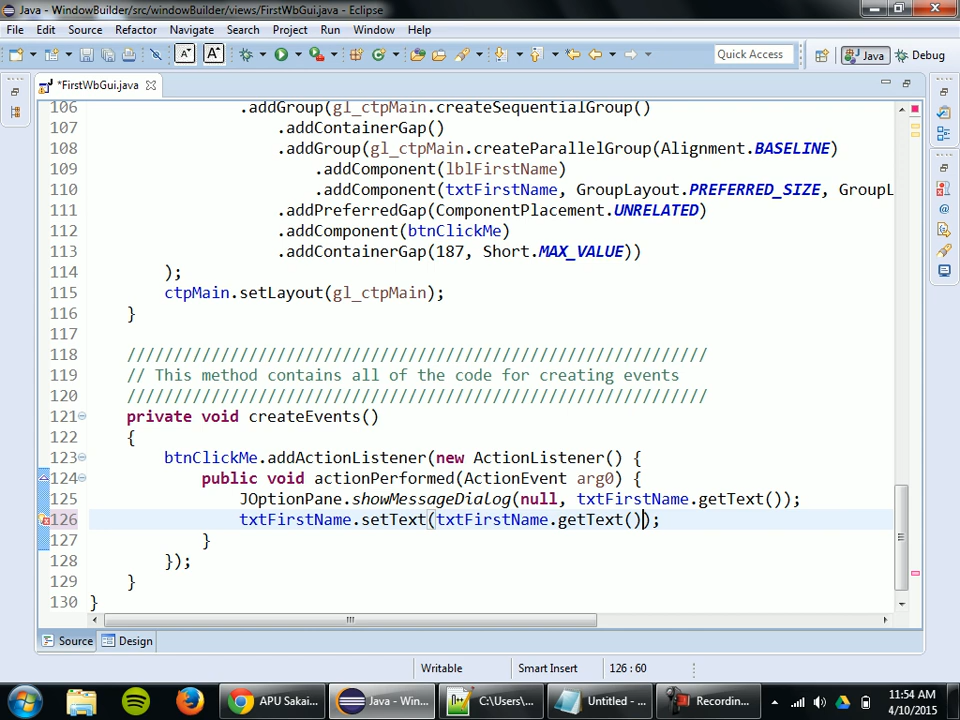 Java - WindowBuilder/src/windowBuilder/views/FirstWbGui.java - Eclipse
File Edit Source Refactor Navigate Search Project Run Window Help
Quick Access Java Debug
*FirstWbGui.java
106 .addGroup(gl_ctpMain.createSequentialGroup()
107 .addContainerGap()
108 .addGroup(gl_ctpMain.createParallelGroup(Alignment.BASELINE)
109 .addComponent(lblFirstName)
110 .addComponent(txtFirstName, GroupLayout.PREFERRED_SIZE, GroupL
111 .addPreferredGap(ComponentPlacement.UNRELATED)
112 .addComponent(btnClickMe)
113 .addContainerGap(187, Short.MAX_VALUE))
114 );
115 ctpMain.setLayout(gl_ctpMain);
116 }
117
118 //////////////////////////////////////////////////////////////
119 // This method contains all of the code for creating events
120 //////////////////////////////////////////////////////////////
121 private void createEvents()
122 {
123 btnClickMe.addActionListener(new ActionListener() {
124 public void actionPerformed(ActionEvent arg0) {
125 JOptionPane.showMessageDialog(null, txtFirstName.getText());
126 txtFirstName.setText(txtFirstName.getText());
127 }
128 });
129 }
130 }
Source Design
Writable Smart Insert 126 : 60
APU Sakai... Java - Win... C:\Users\... Untitled - ... Recording... 11:54 AM
4/10/2015